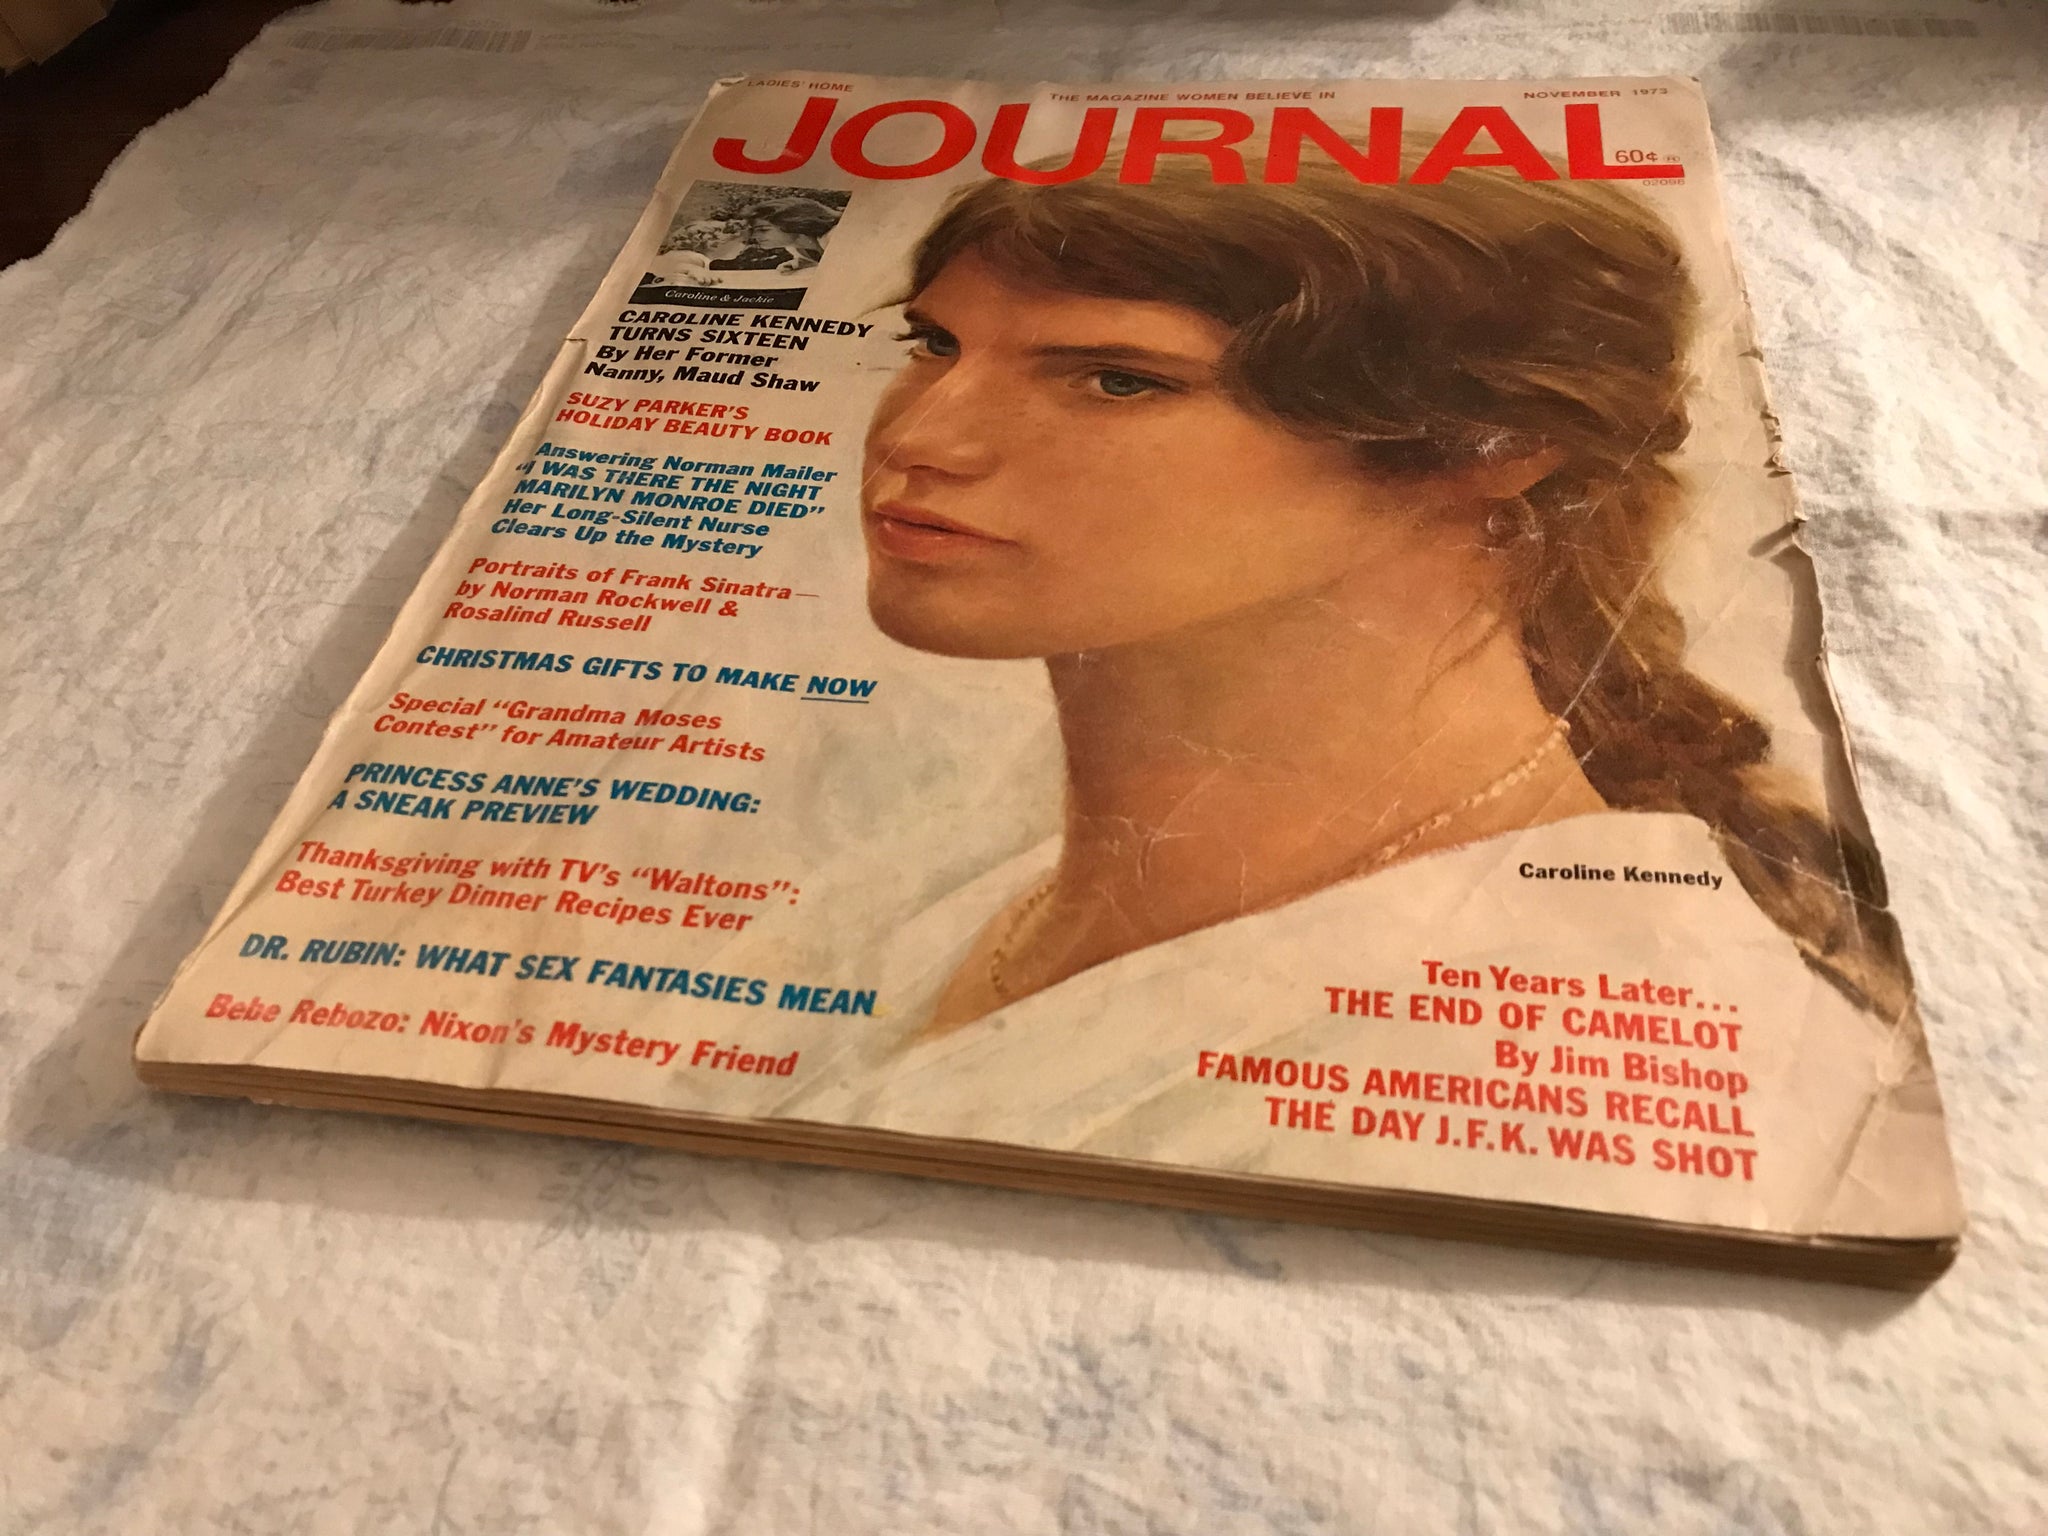 LADIES' HOME
THE MAGAZINE WOMEN BELIEVE IN
NOVEMBER 1973
JOURNAL
60¢
02098
Caroline & Jackie
CAROLINE KENNEDY
TURNS SIXTEEN
By Her Former
Nanny, Maud Shaw
SUZY PARKER'S
HOLIDAY BEAUTY BOOK
Answering Norman Mailer
"I WAS THERE THE NIGHT
MARILYN MONROE DIED"
Her Long-Silent Nurse
Clears Up the Mystery
Portraits of Frank Sinatra—
by Norman Rockwell &
Rosalind Russell
CHRISTMAS GIFTS TO MAKE NOW
Special "Grandma Moses
Contest" for Amateur Artists
PRINCESS ANNE'S WEDDING:
A SNEAK PREVIEW
Thanksgiving with TV's "Waltons":
Best Turkey Dinner Recipes Ever
DR. RUBIN: WHAT SEX FANTASIES MEAN
Bebe Rebozo: Nixon's Mystery Friend
Caroline Kennedy
Ten Years Later...
THE END OF CAMELOT
By Jim Bishop
FAMOUS AMERICANS RECALL
THE DAY J.F.K. WAS SHOT